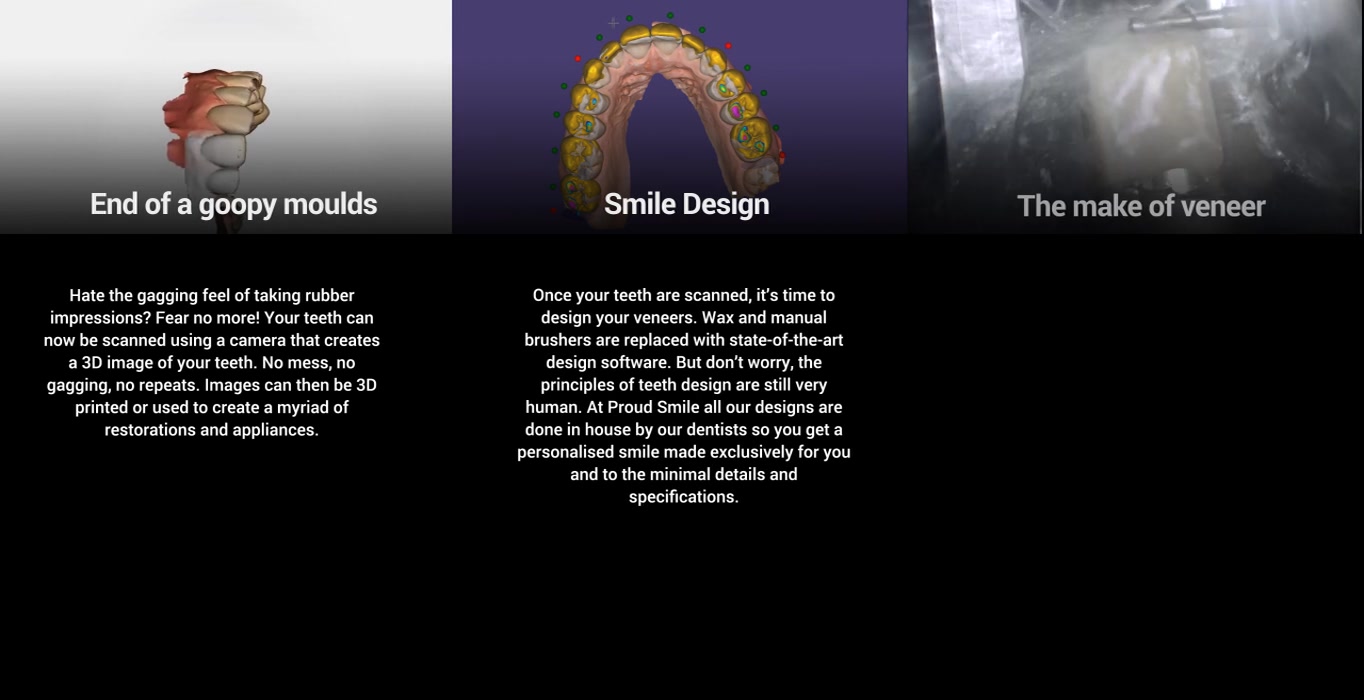 End of a goopy moulds
Smile Design
The make of veneer
Hate the gagging feel of taking rubber
impressions? Fear no more! Your teeth can
now be scanned using a camera that creates
a 3D image of your teeth. No mess, no
gagging, no repeats. Images can then be 3D
printed or used to create a myriad of
restorations and appliances.
Once your teeth are scanned, it’s time to
design your veneers. Wax and manual
brushers are replaced with state-of-the-art
design software. But don’t worry, the
principles of teeth design are still very
human. At Proud Smile all our designs are
done in house by our dentists so you get a
personalised smile made exclusively for you
and to the minimal details and
specifications.